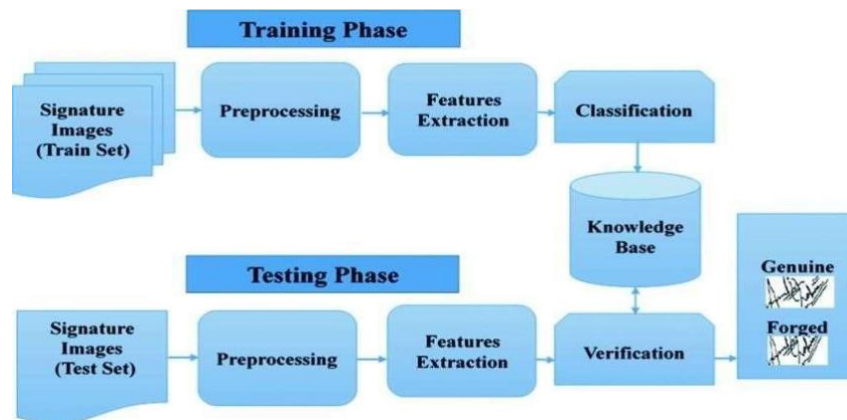 Training Phase
Signature
Images
(Train Set)
Preprocessing
Features
Extraction
Classification
Knowledge
Base
Testing Phase
Signature
Images
(Test Set)
Preprocessing
Features
Extraction
Verification
Genuine
Forged